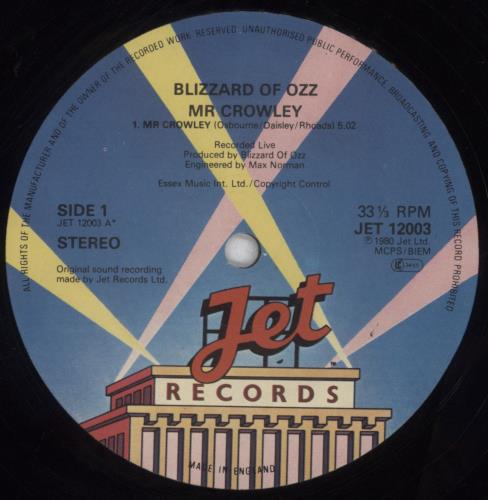 ALL RIGHTS OF THE MANUFACTURER AND OF THE OWNER OF THE RECORDED WORK RESERVED. UNAUTHORISED PUBLIC PERFORMANCE, BROADCASTING AND COPYING OF THIS RECORD PROHIBITED
BLIZZARD OF OZZ
MR CROWLEY
1. MR CROWLEY (Osbourne/Daisley/Rhoads) 5.02
Recorded Live
Produced by Blizzard Of Ozz
Engineered by Max Norman
Essex Music Int. Ltd./Copyright Control
SIDE 1
JET 12003 A*
STEREO
33⅓ RPM
JET 12003
℗ 1980 Jet Ltd.
MCPS/BIEM
Original sound recording
made by Jet Records Ltd.
Jet
RECORDS
TM
MADE IN ENGLAND